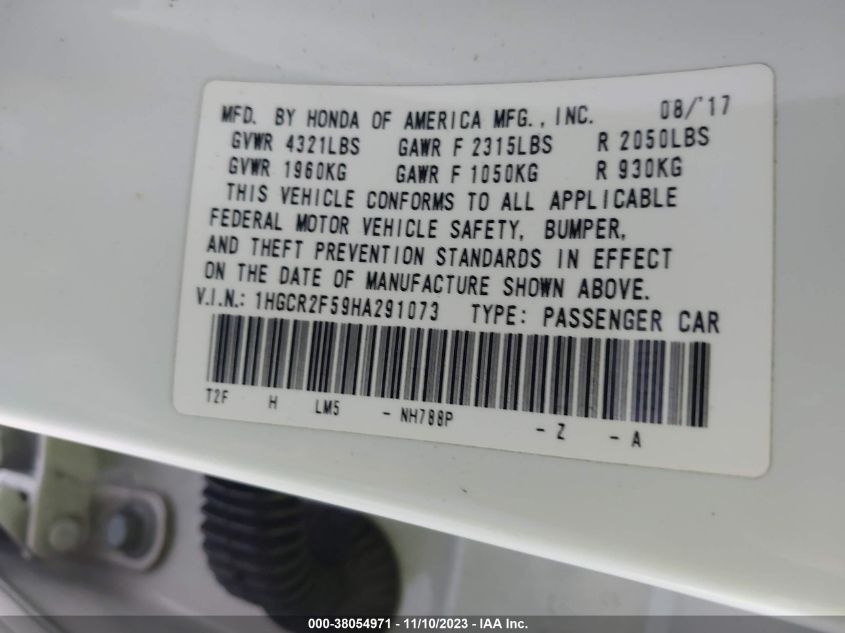 MFD. BY HONDA OF AMERICA MFG., INC. 08/'17
GVWR 4321LBS GAWR F 2315LBS R 2050LBS
GVWR 1960KG GAWR F 1050KG R 930KG
THIS VEHICLE CONFORMS TO ALL APPLICABLE
FEDERAL MOTOR VEHICLE SAFETY, BUMPER,
AND THEFT PREVENTION STANDARDS IN EFFECT
ON THE DATE OF MANUFACTURE SHOWN ABOVE.
V.I.N.: 1HGCR2F59HA291073 TYPE: PASSENGER CAR
T2F H LM5 - NH788P - Z - A
000-38054971 — 11/10/2023 - IAA Inc.